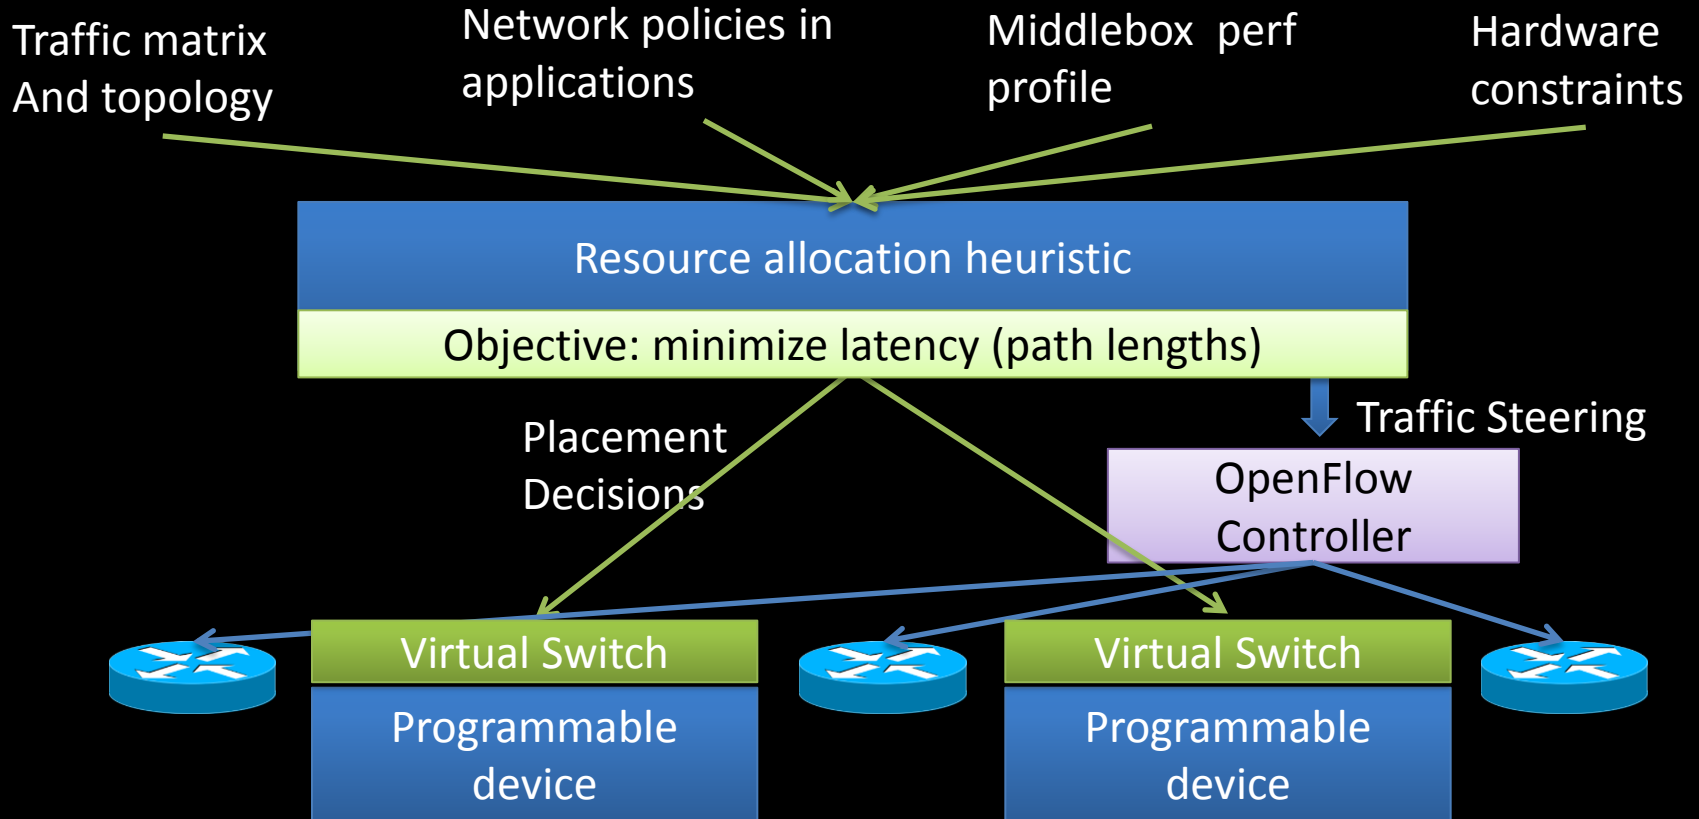 Traffic matrix
And topology
Network policies in
applications
Middlebox  perf
profile
Hardware
constraints
Resource allocation heuristic
Objective: minimize latency (path lengths)
Placement
Decisions
Traffic Steering
OpenFlow
Controller
Virtual Switch
Virtual Switch
Programmable
device
Programmable
device